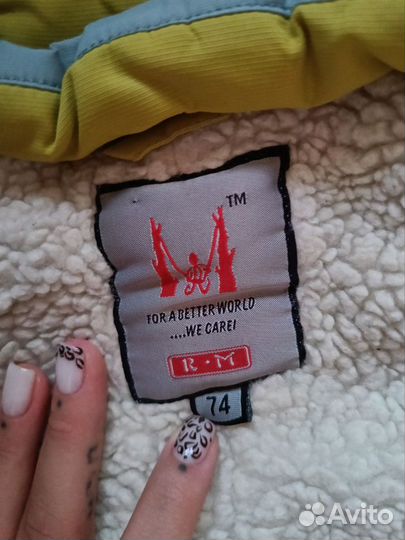 TM
FOR A BETTER WORLD
....WE CARE!
R·M
74
Avito